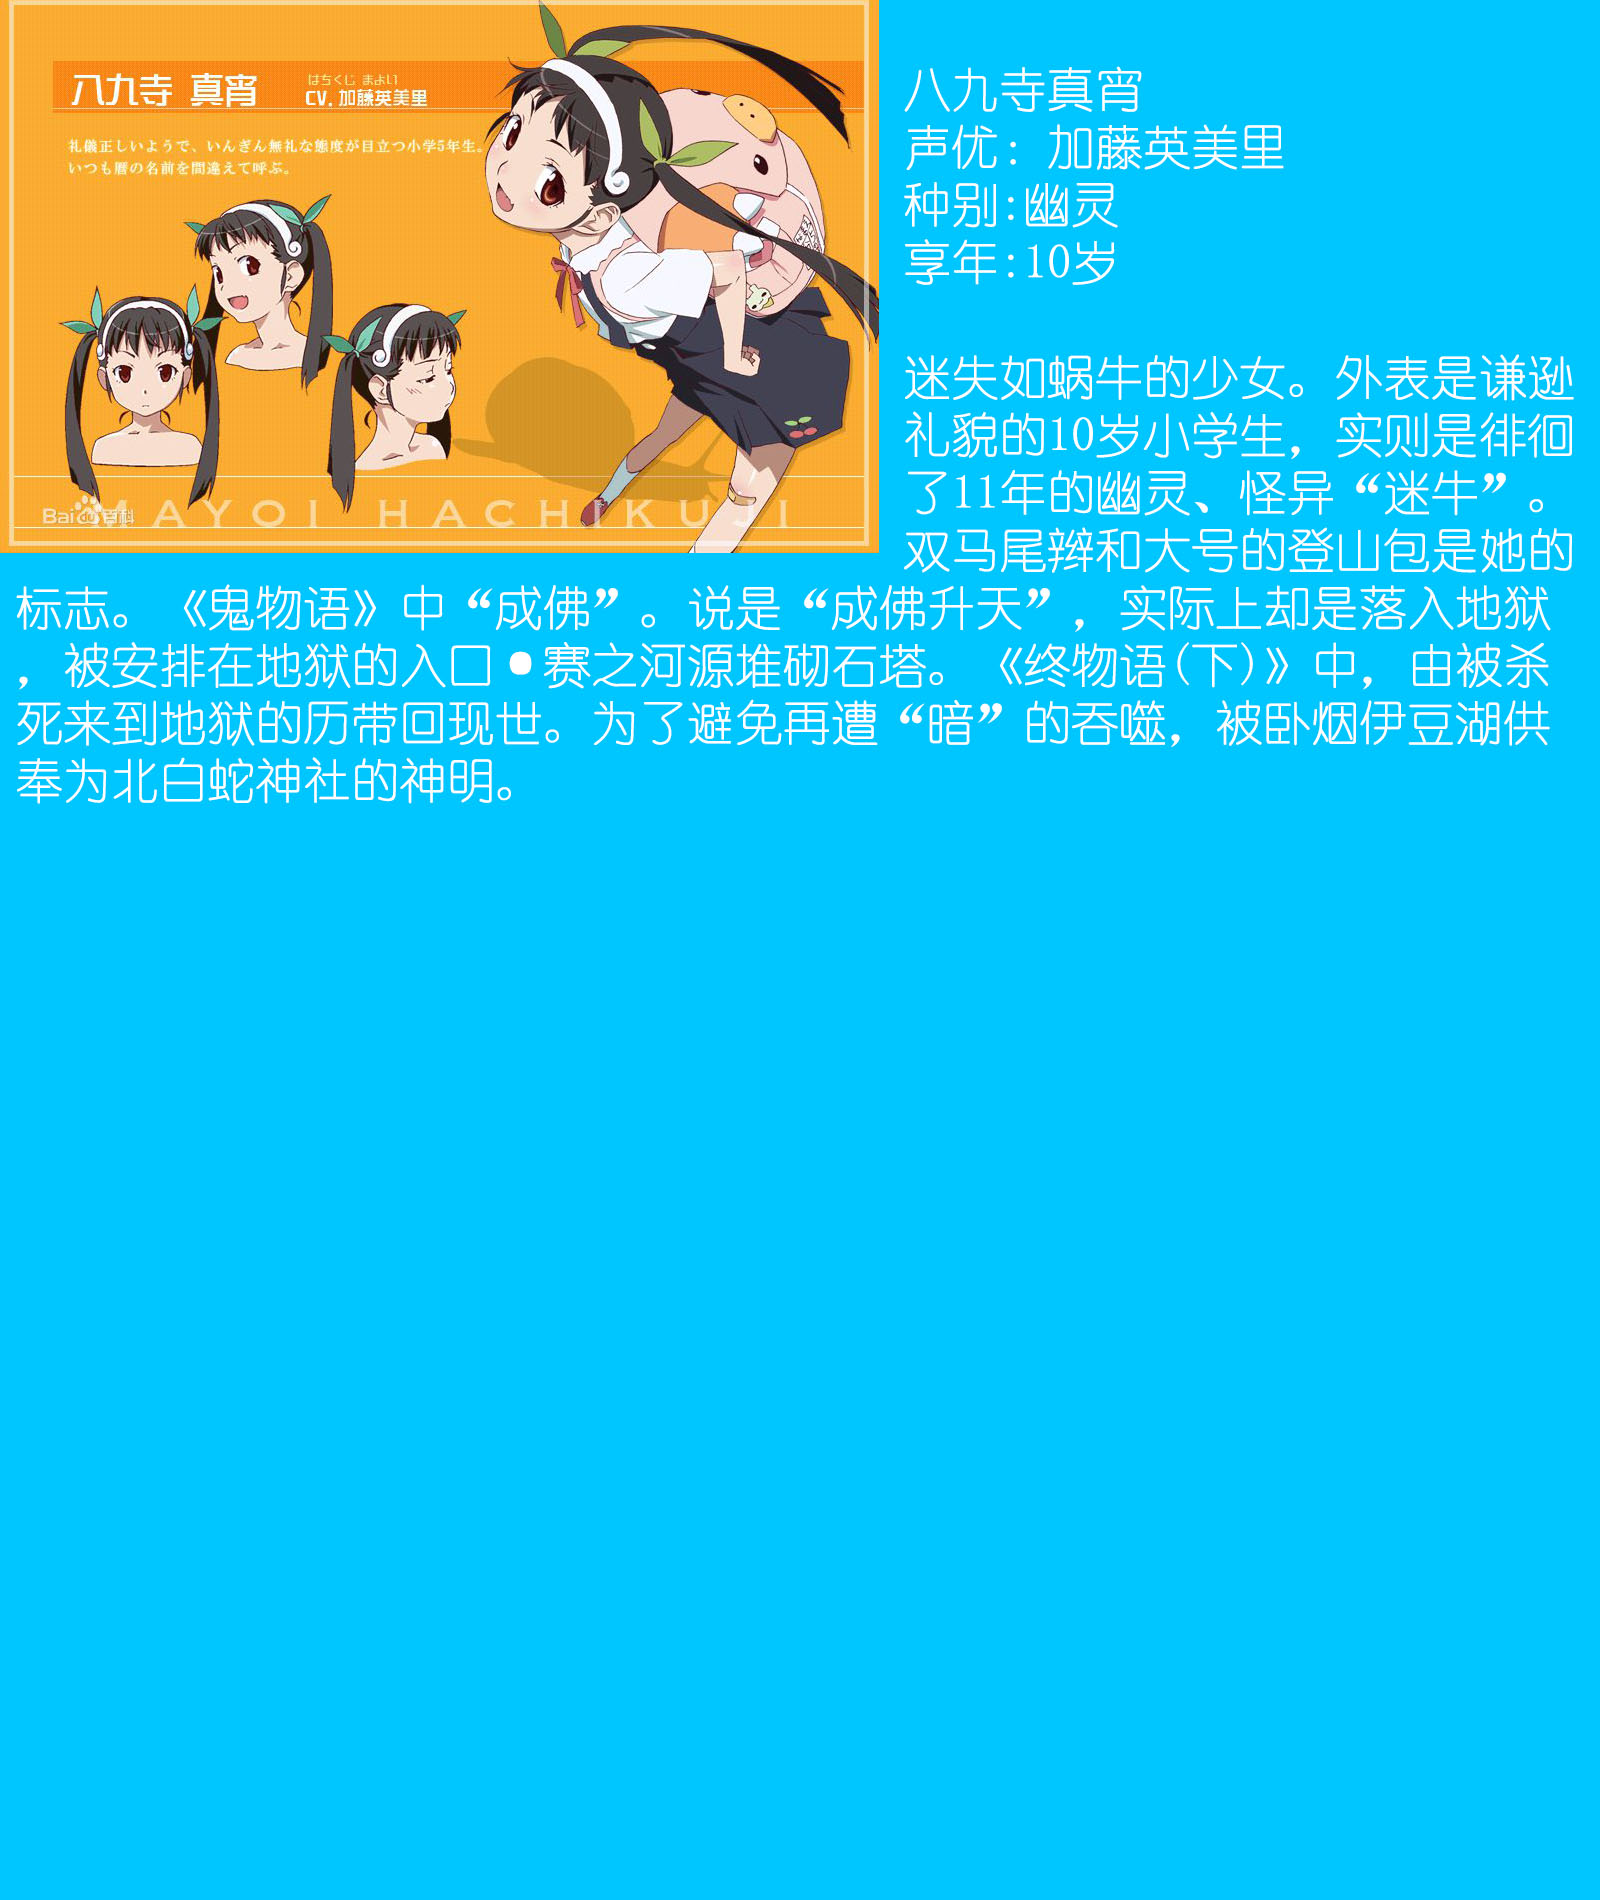 八九寺 真宵
はちくじ まよい
CV.加藤英美里
礼儀正しいようで、いんぎん無礼な態度が目立つ小学5年生。
いつも暦の名前を間違えて呼ぶ。
MAYOI HACHIKUJI
Bai du 百科
八九寺真宵
声优: 加藤英美里
种别:幽灵
享年:10岁
迷失如蜗牛的少女。外表是谦逊
礼貌的10岁小学生，实则是徘徊
了11年的幽灵、怪异“迷牛”。
双马尾辫和大号的登山包是她的
标志。《鬼物语》中“成佛”。说是“成佛升天”，实际上却是落入地狱
，被安排在地狱的入口•赛之河源堆砌石塔。《终物语(下)》中，由被杀
死来到地狱的历带回现世。为了避免再遭“暗”的吞噬，被卧烟伊豆湖供
奉为北白蛇神社的神明。